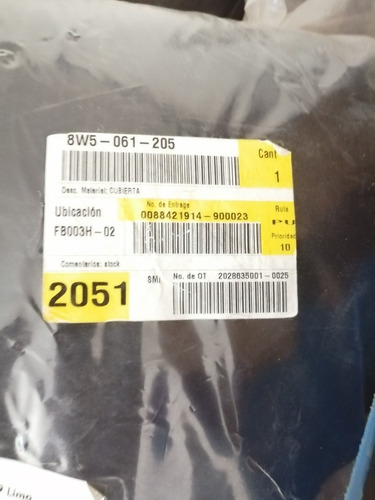 8W5-061-205
Cant
1
Desc. Material: CUBIERTA
No. de Entrega
Ubicación
0088421914-900023
Ruta
FB003H-02
Prioridad
10
Comentarios: stock
2051
No. de OT 2028635001-0025